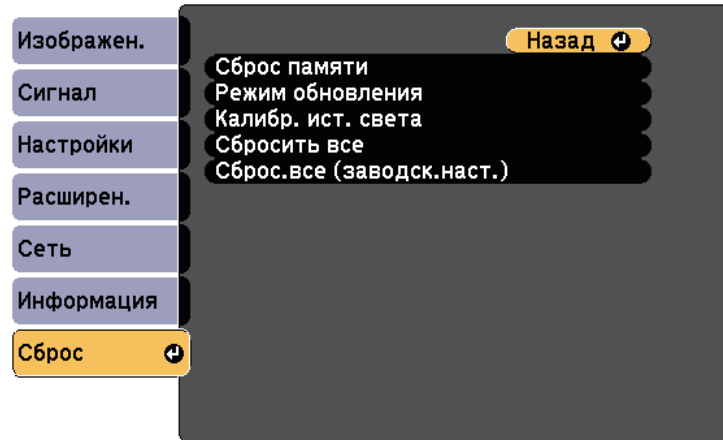 Изображен.
Сигнал
Настройки
Расширен.
Сеть
Информация
Сброс
Назад
Сброс памяти
Режим обновления
Калибр. ист. света
Сбросить все
Сброс.все (заводск.наст.)